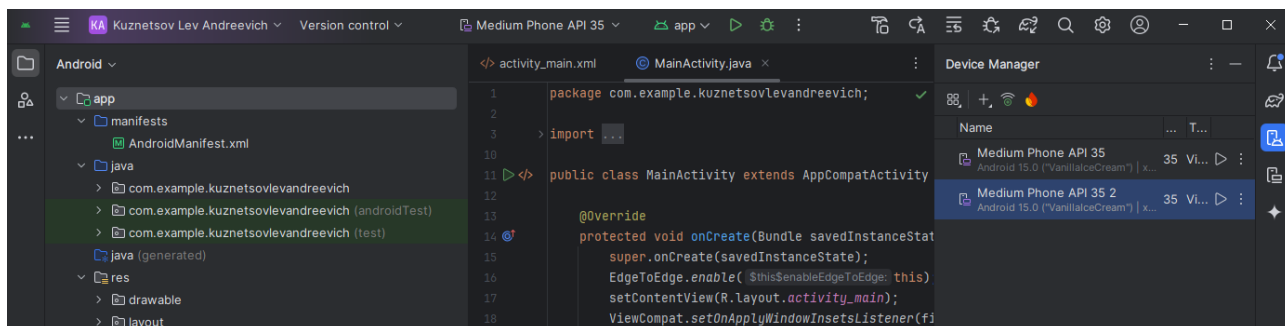 KA Kuznetsov Lev Andreevich Version control Medium Phone API 35 app
Android
app
manifests
AndroidManifest.xml
java
com.example.kuznetsovlevandreevich
com.example.kuznetsovlevandreevich (androidTest)
com.example.kuznetsovlevandreevich (test)
java (generated)
res
drawable
layout
activity_main.xml MainActivity.java
1 package com.example.kuznetsovlevandreevich;
2
3 import ...
10
11 public class MainActivity extends AppCompatActivity
12
13 @Override
14 protected void onCreate(Bundle savedInstanceStat
15 super.onCreate(savedInstanceState);
16 EdgeToEdge.enable( $this$enableEdgeToEdge: this)
17 setContentView(R.layout.activity_main);
18 ViewCompat.setOnApplyWindowInsetsListener(fi
Device Manager
Name ... T...
Medium Phone API 35 35 Vi...
Android 15.0 ("VanillaIceCream") | x...
Medium Phone API 35 2 35 Vi...
Android 15.0 ("VanillaIceCream") | x...